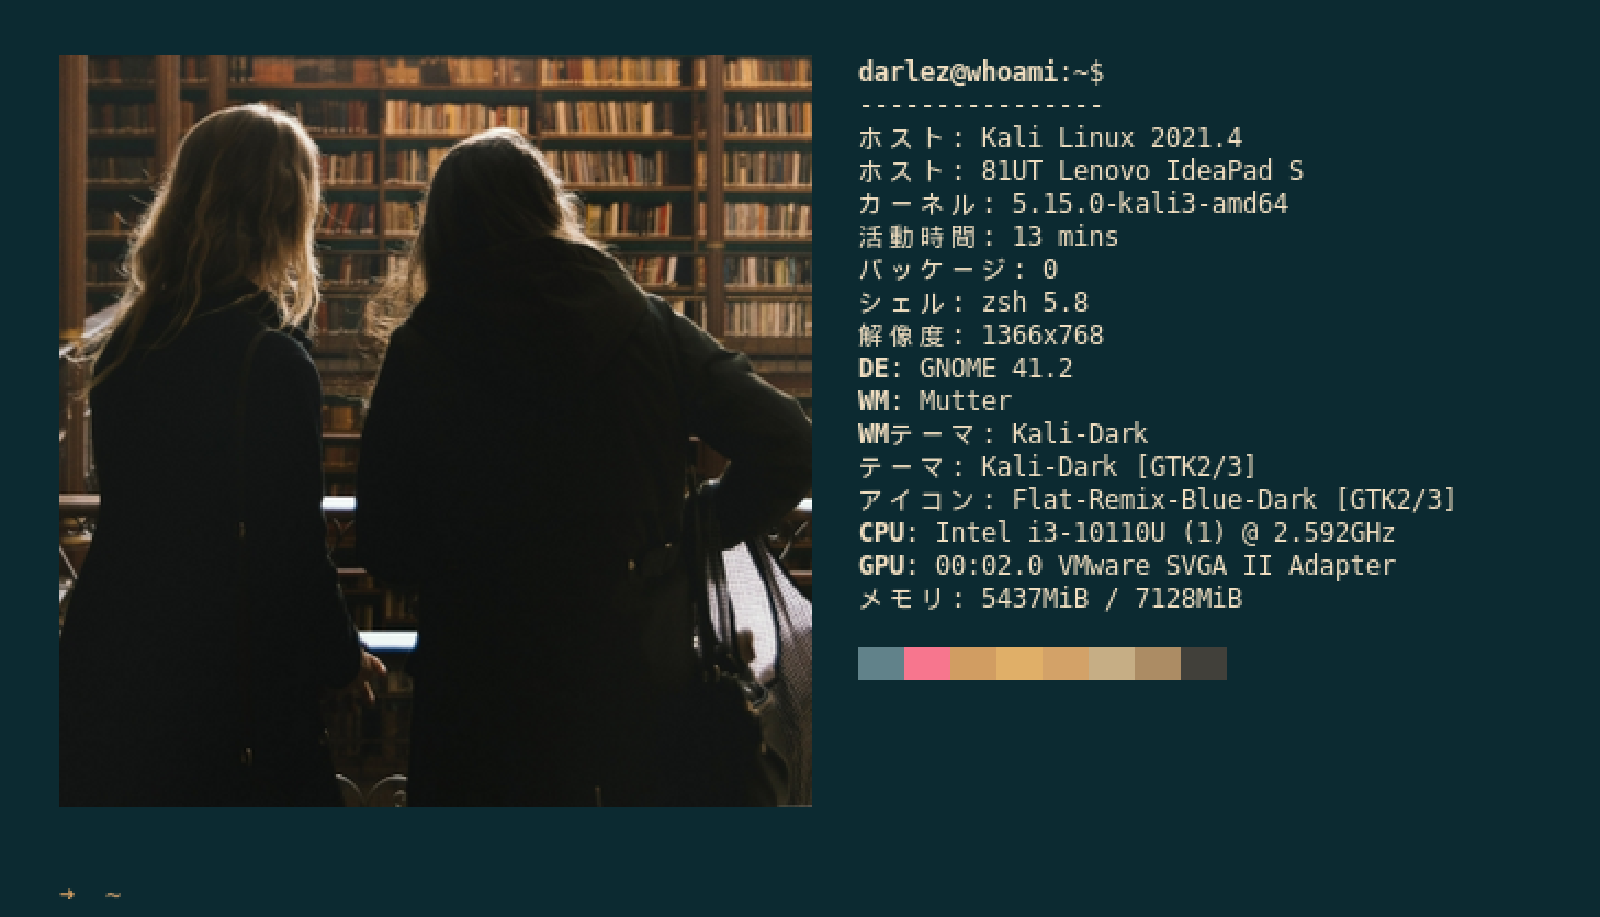 darlez@whoami:~$
----------------
ホスト: Kali Linux 2021.4
ホスト: 81UT Lenovo IdeaPad S
カーネル: 5.15.0-kali3-amd64
活動時間: 13 mins
パッケージ: 0
シェル: zsh 5.8
解像度: 1366x768
DE: GNOME 41.2
WM: Mutter
WMテーマ: Kali-Dark
テーマ: Kali-Dark [GTK2/3]
アイコン: Flat-Remix-Blue-Dark [GTK2/3]
CPU: Intel i3-10110U (1) @ 2.592GHz
GPU: 00:02.0 VMware SVGA II Adapter
メモリ: 5437MiB / 7128MiB
→ ~